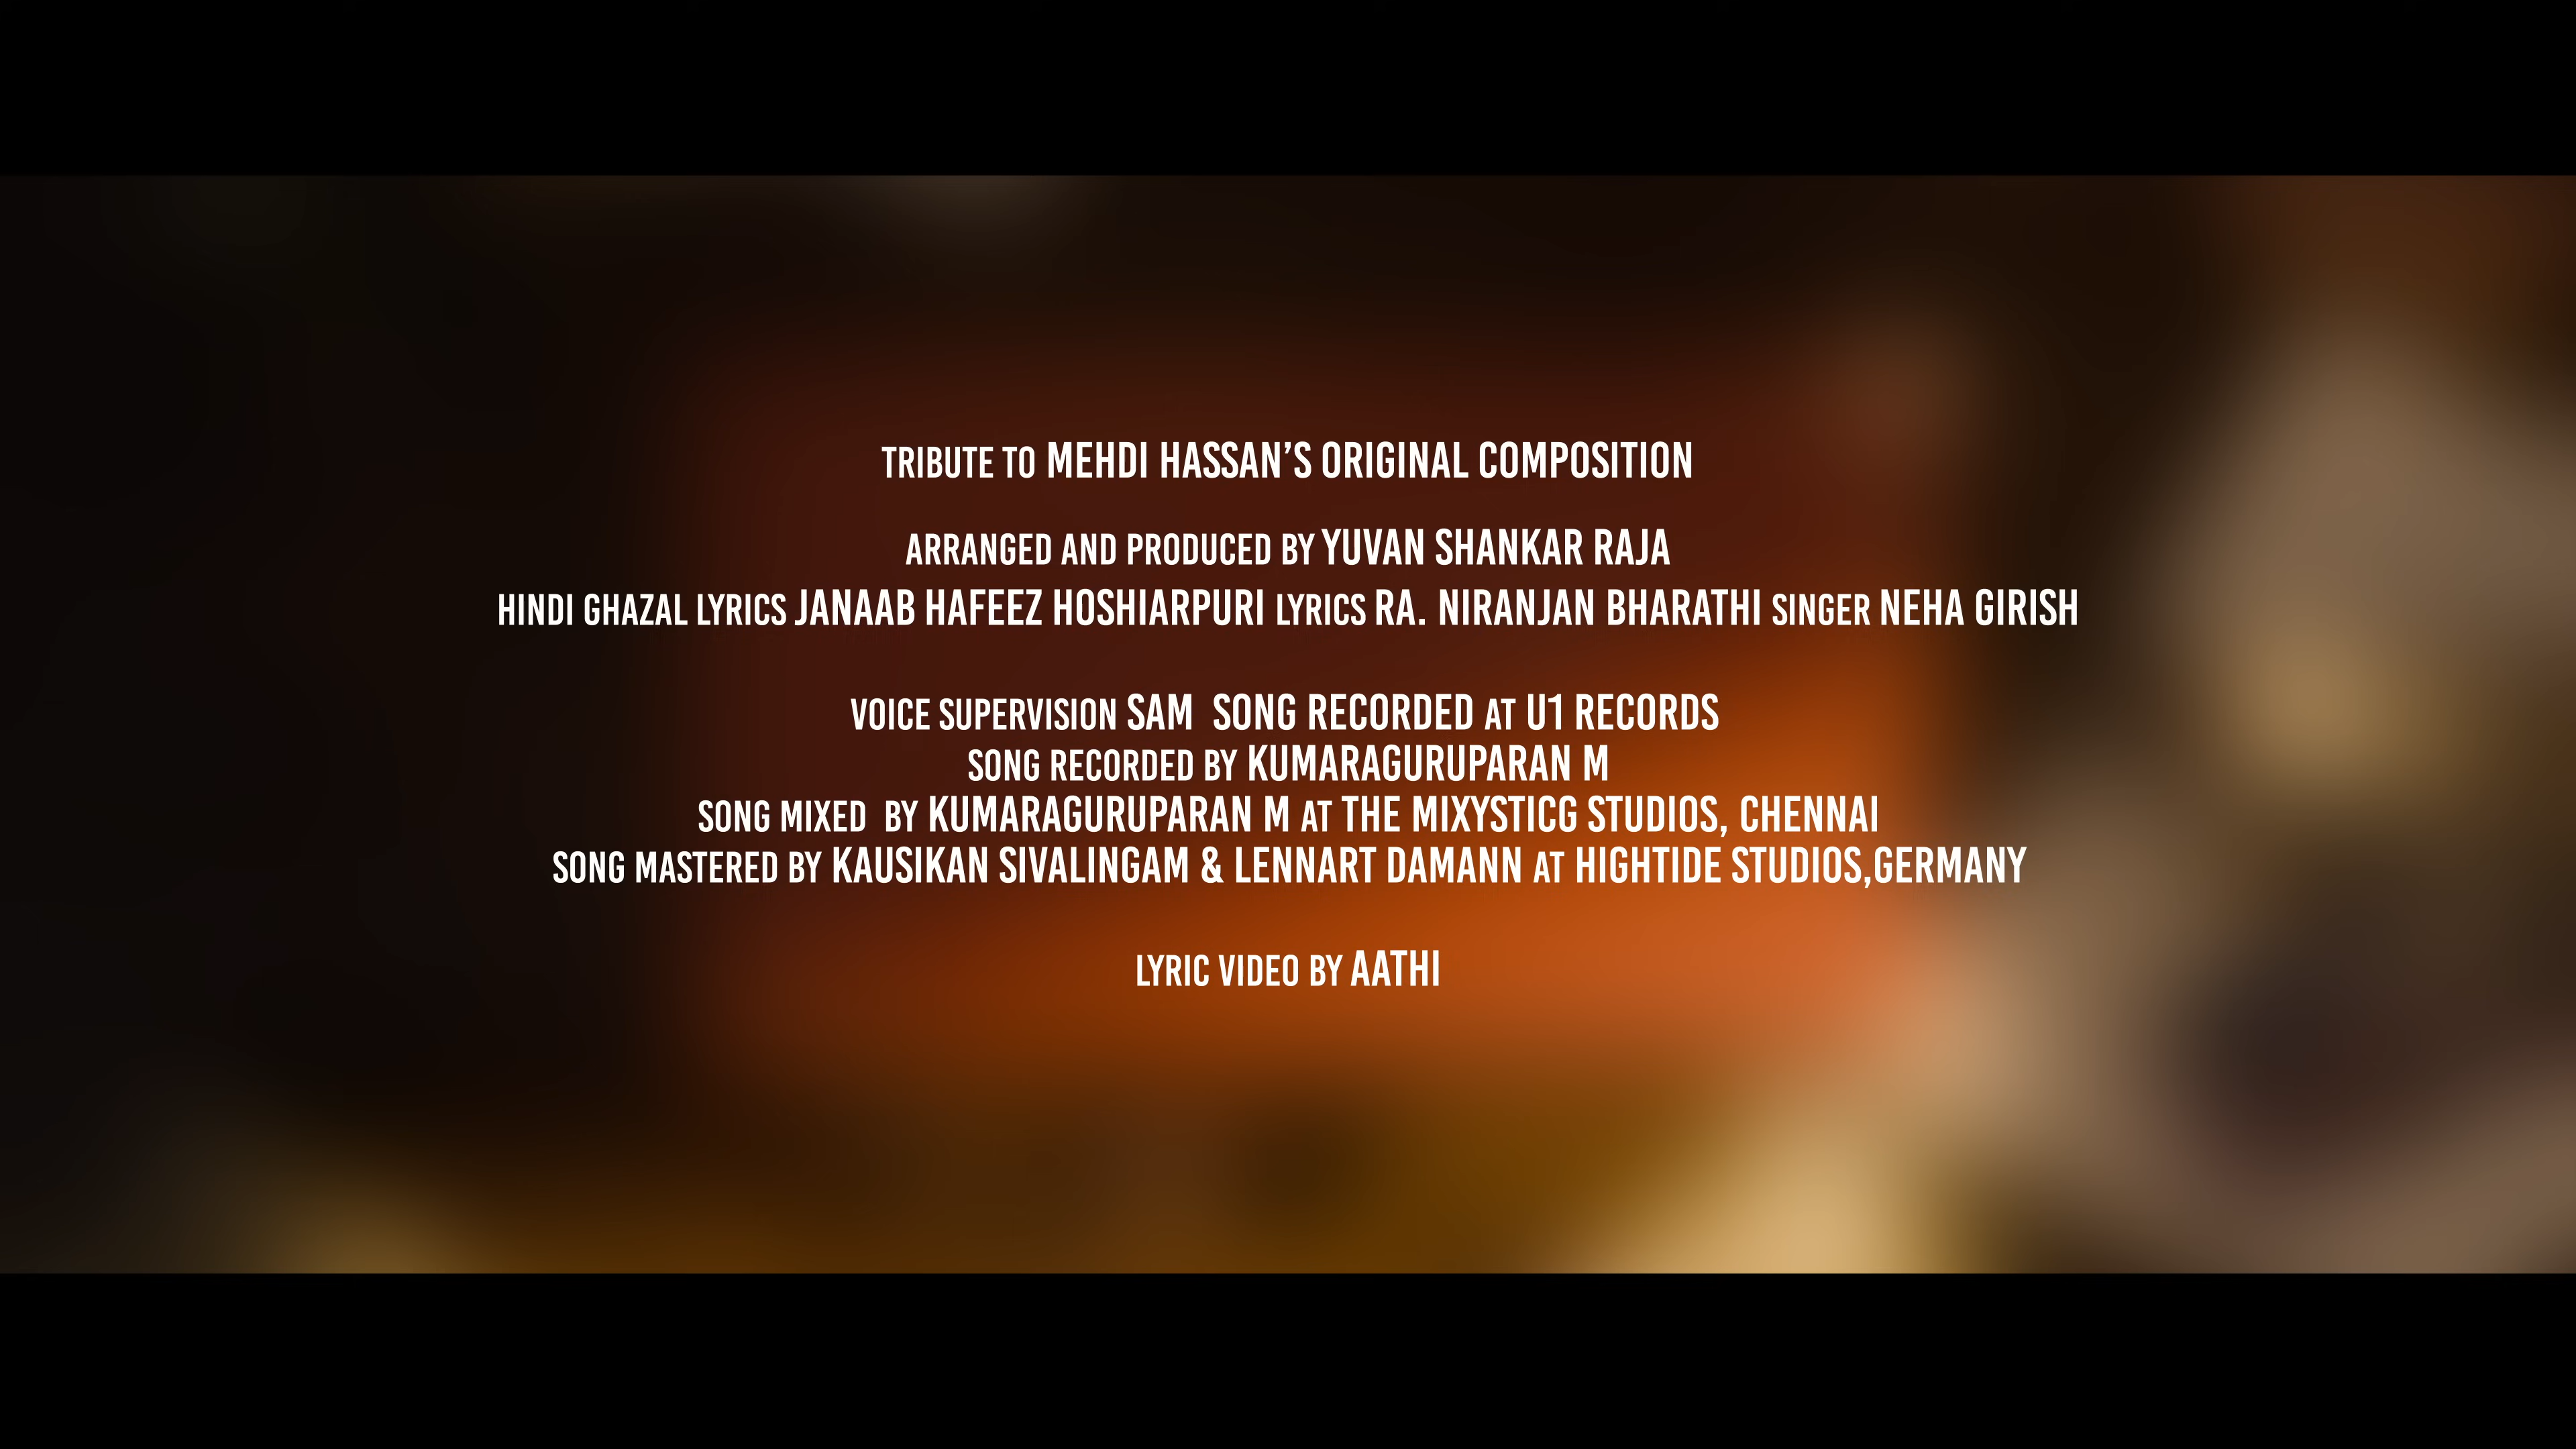 TRIBUTE TO MEHDI HASSAN'S ORIGINAL COMPOSITION
ARRANGED AND PRODUCED BY YUVAN SHANKAR RAJA
HINDI GHAZAL LYRICS JANAAB HAFEEZ HOSHIARPURI LYRICS RA. NIRANJAN BHARATHI SINGER NEHA GIRISH
VOICE SUPERVISION SAM SONG RECORDED AT U1 RECORDS
SONG RECORDED BY KUMARAGURUPARAN M
SONG MIXED BY KUMARAGURUPARAN M AT THE MIXYSTICG STUDIOS, CHENNAI
SONG MASTERED BY KAUSIKAN SIVALINGAM & LENNART DAMANN AT HIGHTIDE STUDIOS,GERMANY
LYRIC VIDEO BY AATHI